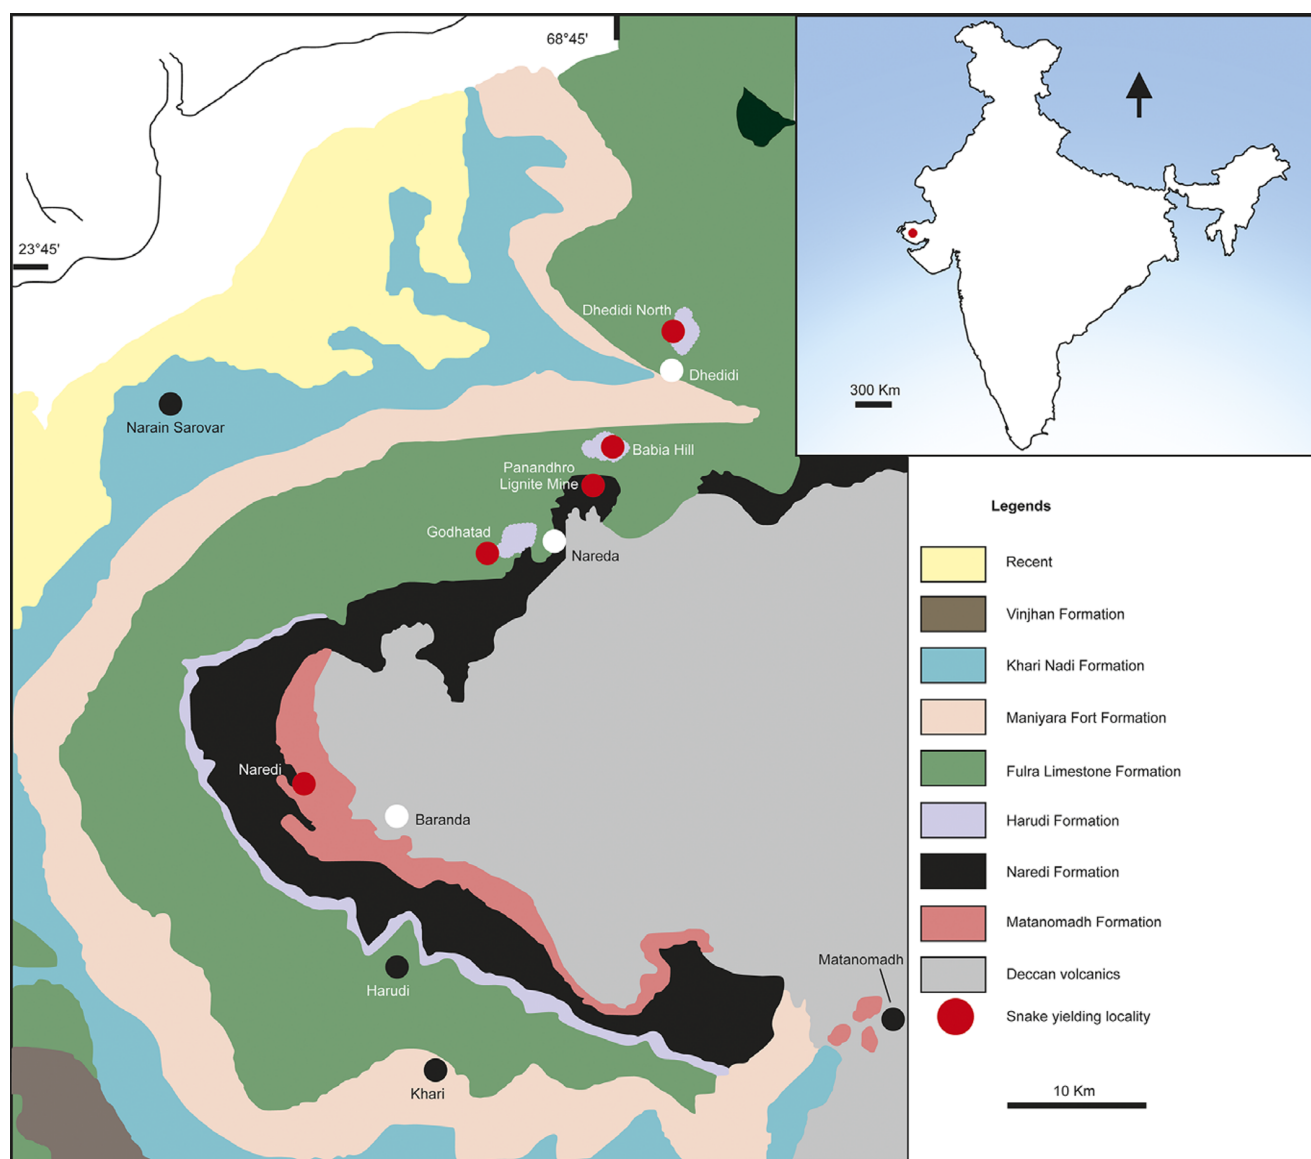 68°45'
23°45'
300 Km
Dhedidi North
Dhedidi
Narain Sarovar
Babia Hill
Panandhro
Lignite Mine
Godhatad
Nareda
Naredi
Baranda
Matanomadh
Harudi
Khari
Legends
Recent
Vinjhan Formation
Khari Nadi Formation
Maniyara Fort Formation
Fulra Limestone Formation
Harudi Formation
Naredi Formation
Matanomadh Formation
Deccan volcanics
Snake yielding locality
10 Km